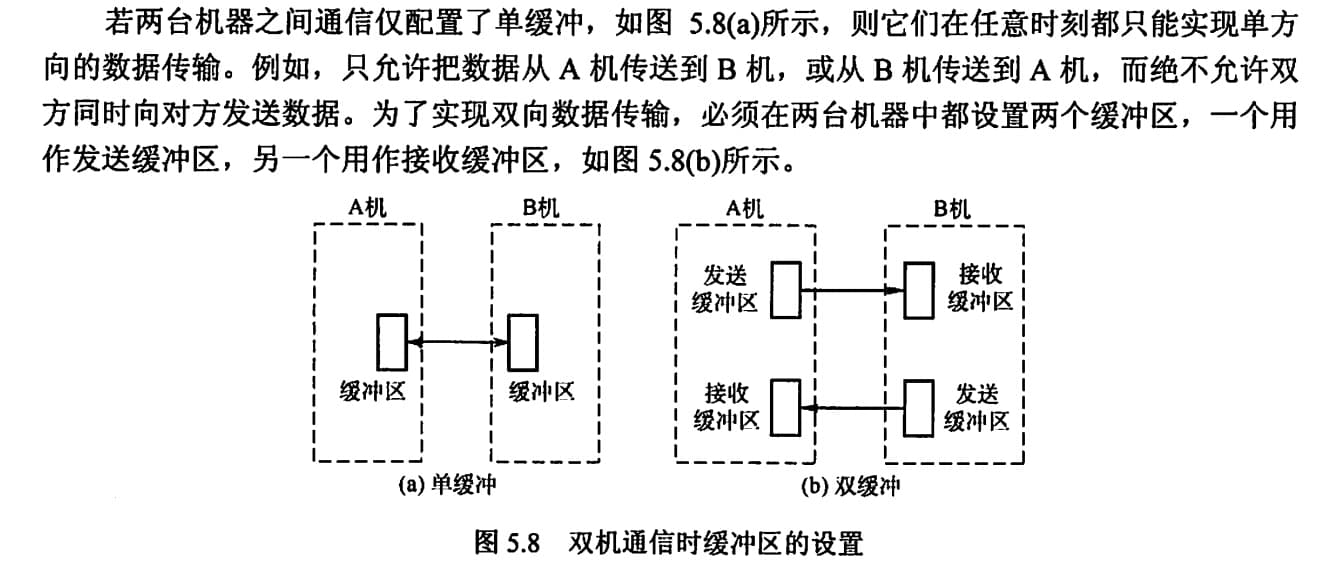 若两台机器之间通信仅配置了单缓冲，如图 5.8(a)所示，则它们在任意时刻都只能实现单方
向的数据传输。例如，只允许把数据从 A 机传送到 B 机，或从 B 机传送到 A 机，而绝不允许双
方同时向对方发送数据。为了实现双向数据传输，必须在两台机器中都设置两个缓冲区，一个用
作发送缓冲区，另一个用作接收缓冲区，如图 5.8(b)所示。
A机
B机
缓冲区
缓冲区
(a) 单缓冲
A机
B机
发送
缓冲区
接收
缓冲区
接收
缓冲区
发送
缓冲区
(b) 双缓冲
图 5.8 双机通信时缓冲区的设置